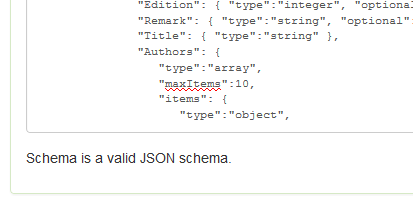 "Edition": { "type":"integer", "optional
"Remark": { "type":"string", "optional"
"Title": { "type":"string" },
"Authors": {
"type":"array",
"maxItems":10,
"items": {
"type":"object",
Schema is a valid JSON schema.